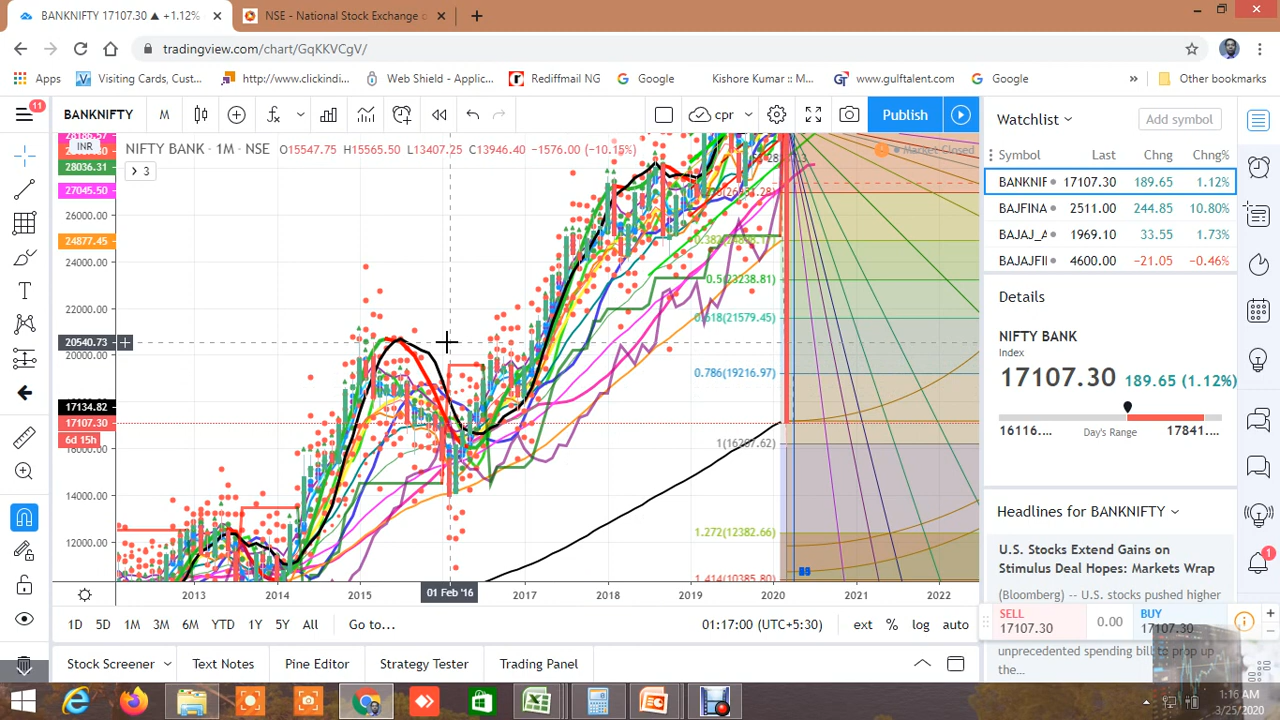 BANKNIFTY 17107.30 ▲ +1.12%
NSE - National Stock Exchange o
tradingview.com/chart/GqKKVCgV/
Apps
Visiting Cards, Cust...
http://www.clickindi...
Web Shield - Applic...
Rediffmail NG
Google
Kishore Kumar :: M...
www.gulftalent.com
Google
»
Other bookmarks
11
BANKNIFTY
M
cpr
Publish
Watchlist
Add symbol
INR
NIFTY BANK · 1M · NSE O15547.75 H15565.50 L13407.25 C13946.40 −1576.00 (−10.15%)
Market Closed
3
Symbol Last Chng Chng%
BANKNIF 17107.30 189.65 1.12%
BAJFINA 2511.00 244.85 10.80%
BAJAJ_A 1969.10 33.55 1.73%
BAJAJFII 4600.00 −21.05 −0.46%
28036.31
27045.50
26000.00
24877.45
24000.00
22000.00
20540.73
20000.00
17134.82
17107.30
6d 15h
16000.00
14000.00
12000.00
0.5(23238.81)
0.618(21579.45)
0.786(19216.97)
1(16207.62)
1.272(12382.66)
1.414(10385.80)
Details
NIFTY BANK
Index
17107.30 189.65 (1.12%)
16116.... Day's Range 17841....
Headlines for BANKNIFTY
U.S. Stocks Extend Gains on
Stimulus Deal Hopes: Markets Wrap
(Bloomberg) -- U.S. stocks pushed higher
SELL
17107.30
0.00
BUY
17107.30
unprecedented spending bill to prop up
the...
1
2013 2014 2015 01 Feb '16 2017 2018 2019 2020 2021 2022
1D 5D 1M 3M 6M YTD 1Y 5Y All Go to... 01:17:00 (UTC+5:30) ext % log auto
Stock Screener Text Notes Pine Editor Strategy Tester Trading Panel
1:16 AM
3/25/2020